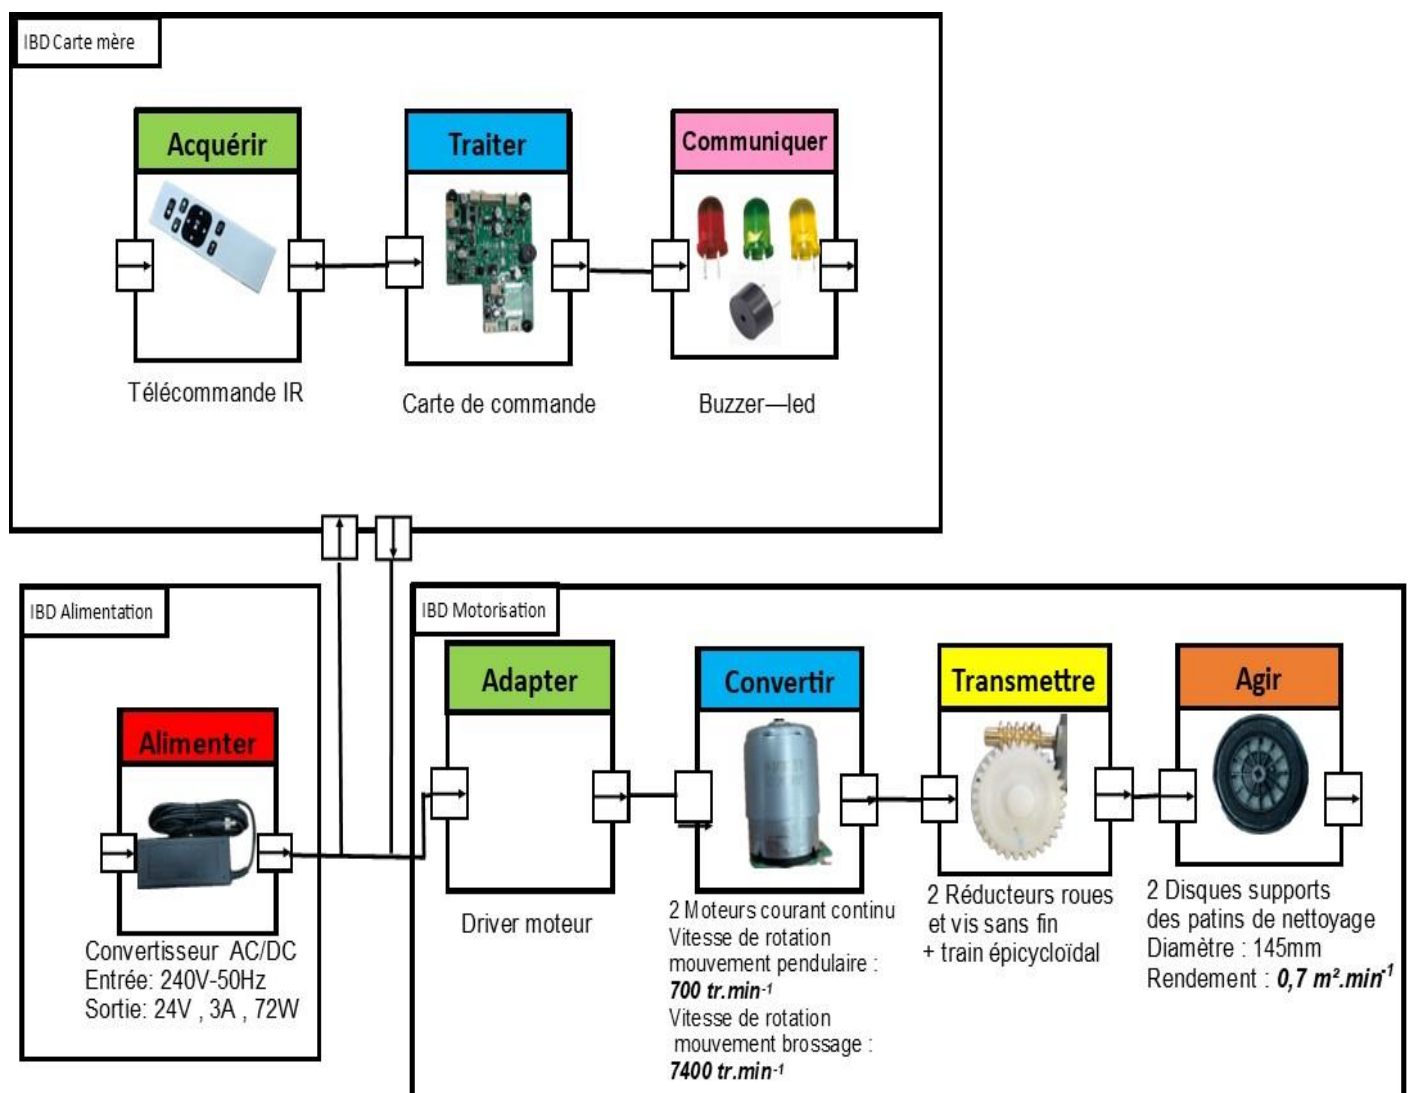 IBD Carte mère
Acquérir
Traiter
Communiquer
Télécommande IR
Carte de commande
Buzzer—led
IBD Alimentation
IBD Motorisation
Alimenter
Adapter
Convertir
Transmettre
Agir
Convertisseur AC/DC
Entrée: 240V-50Hz
Sortie: 24V , 3A , 72W
Driver moteur
2 Moteurs courant continu
Vitesse de rotation
mouvement pendulaire :
700 tr.min-1
Vitesse de rotation
mouvement brossage :
7400 tr.min-1
2 Réducteurs roues
et vis sans fin
+ train épicycloïdal
2 Disques supports
des patins de nettoyage
Diamètre : 145mm
Rendement : 0,7 m².min-1